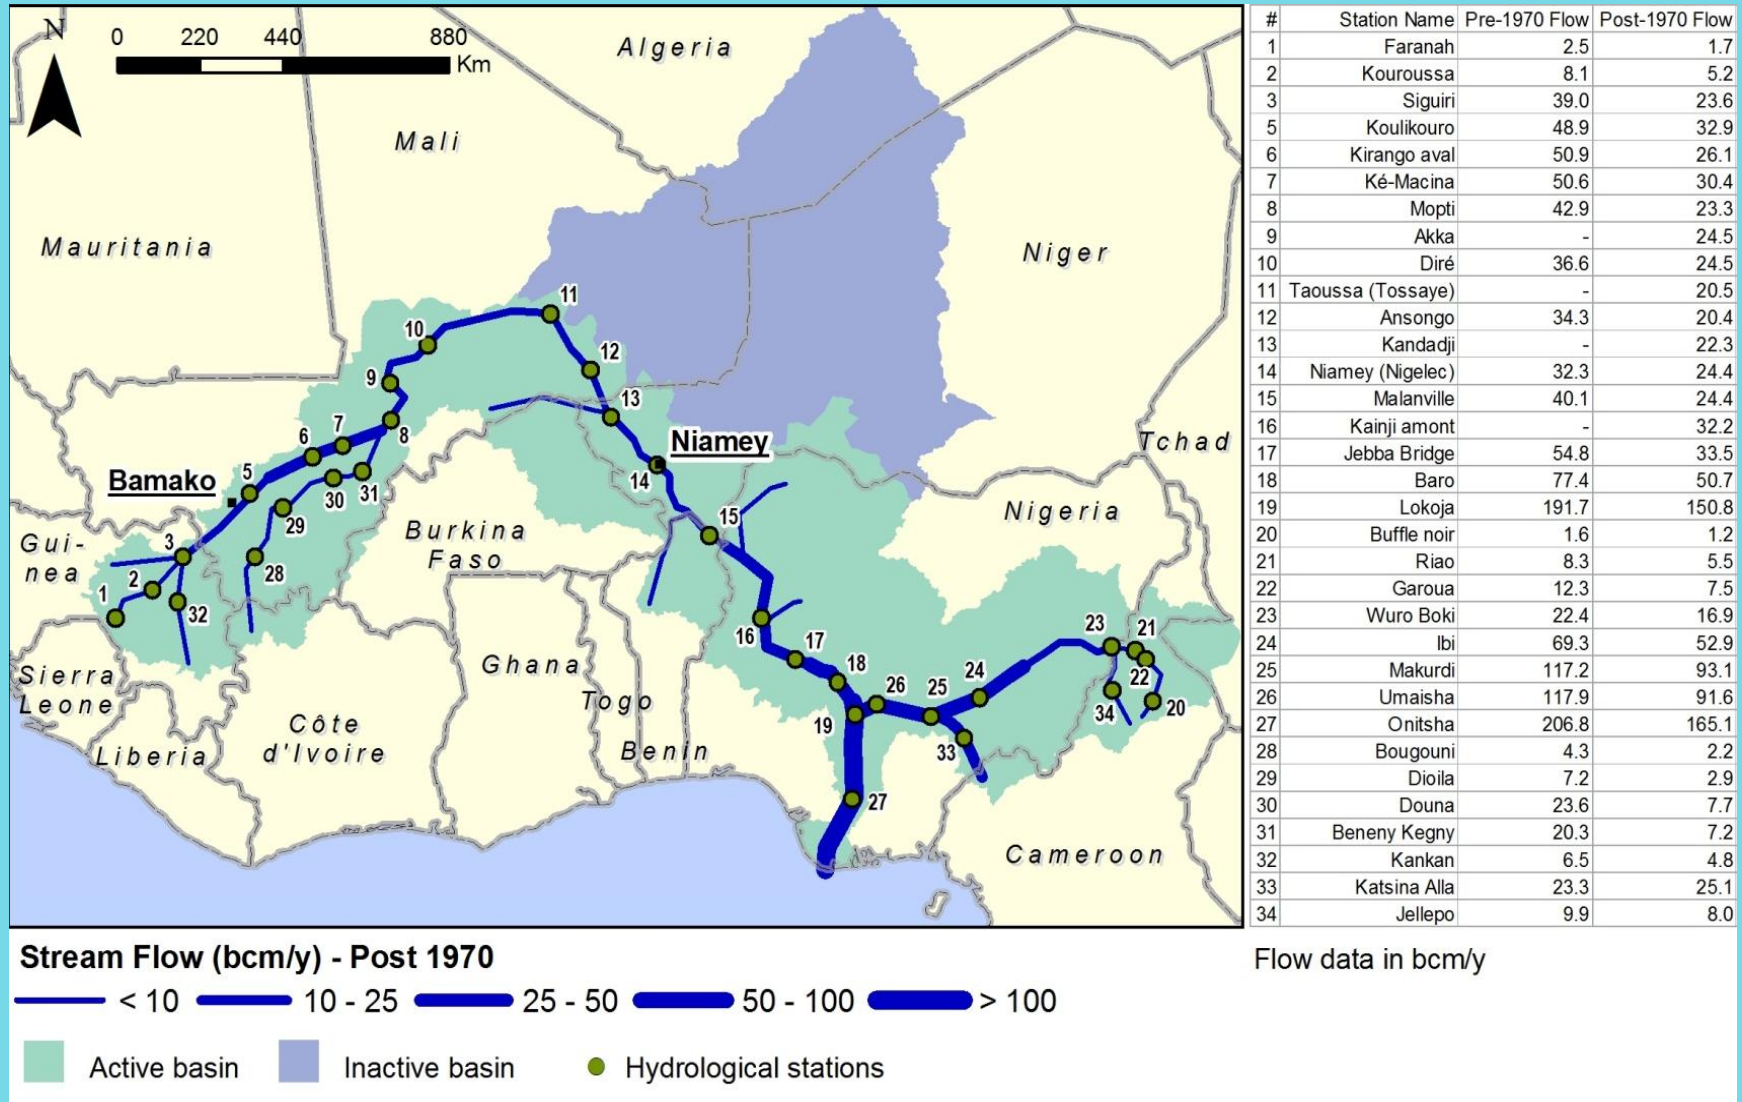 N
0 220 440 880
Km
Algeria
Mali
Mauritania
Niger
11
10
12
9
13
8
7
6
5
Niamey
14
Tchad
Bamako
31
30
29
15
Nigeria
Burkina
Faso
Gui-
nea
3
2
1
28
32
16
17
18
23
21
22
24
34
20
26
25
19
33
27
Sierra
Leone
Ghana
Togo
Côte
d'Ivoire
Liberia
Benin
Cameroon
# Station Name Pre-1970 Flow Post-1970 Flow
1 Faranah 2.5 1.7
2 Kouroussa 8.1 5.2
3 Siguiri 39.0 23.6
5 Koulikouro 48.9 32.9
6 Kirango aval 50.9 26.1
7 Ké-Macina 50.6 30.4
8 Mopti 42.9 23.3
9 Akka - 24.5
10 Diré 36.6 24.5
11 Taoussa (Tossaye) - 20.5
12 Ansongo 34.3 20.4
13 Kandadji - 22.3
14 Niamey (Nigelec) 32.3 24.4
15 Malanville 40.1 24.4
16 Kainji amont - 32.2
17 Jebba Bridge 54.8 33.5
18 Baro 77.4 50.7
19 Lokoja 191.7 150.8
20 Buffle noir 1.6 1.2
21 Riao 8.3 5.5
22 Garoua 12.3 7.5
23 Wuro Boki 22.4 16.9
24 Ibi 69.3 52.9
25 Makurdi 117.2 93.1
26 Umaisha 117.9 91.6
27 Onitsha 206.8 165.1
28 Bougouni 4.3 2.2
29 Dioila 7.2 2.9
30 Douna 23.6 7.7
31 Beneny Kegny 20.3 7.2
32 Kankan 6.5 4.8
33 Katsina Alla 23.3 25.1
34 Jellepo 9.9 8.0
Flow data in bcm/y
Stream Flow (bcm/y) - Post 1970
< 10 10 - 25 25 - 50 50 - 100 > 100
Active basin Inactive basin Hydrological stations